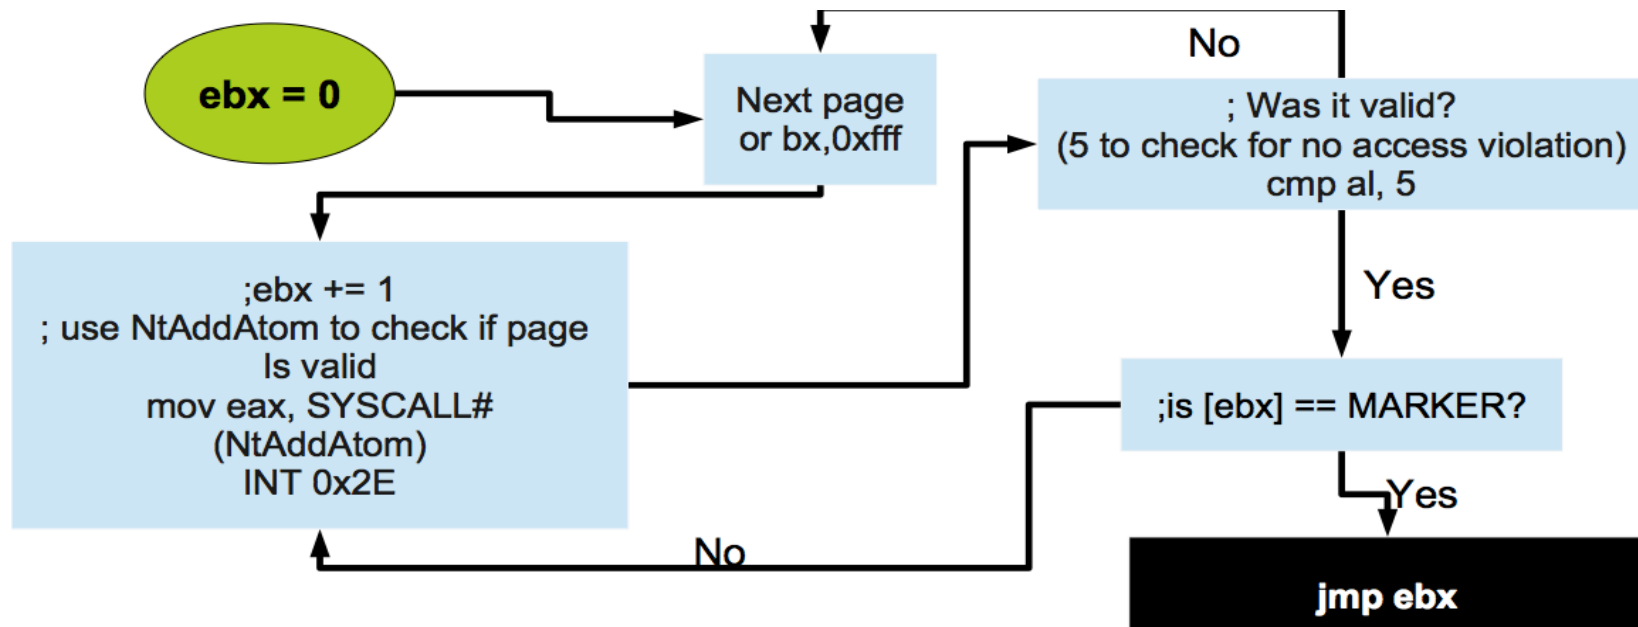 ebx = 0
Next page
or bx,0xfff
No
; Was it valid?
(5 to check for no access violation)
cmp al, 5
;ebx += 1
; use NtAddAtom to check if page
Is valid
mov eax, SYSCALL#
(NtAddAtom)
INT 0x2E
Yes
;is [ebx] == MARKER?
Yes
No
jmp ebx